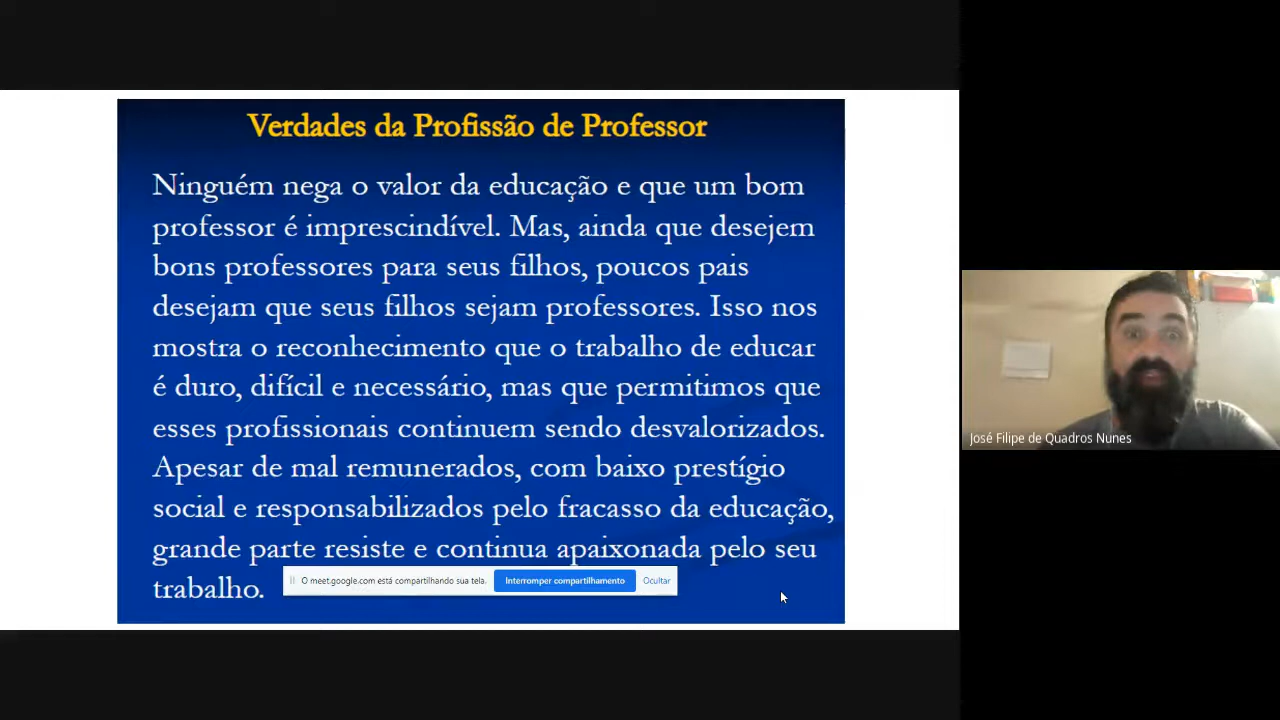 Verdades da Profissão de Professor
Ninguém nega o valor da educação e que um bom
professor é imprescindível. Mas, ainda que desejem
bons professores para seus filhos, poucos pais
desejam que seus filhos sejam professores. Isso nos
mostra o reconhecimento que o trabalho de educar
é duro, difícil e necessário, mas que permitimos que
esses profissionais continuem sendo desvalorizados.
Apesar de mal remunerados, com baixo prestígio
social e responsabilizados pelo fracasso da educação,
grande parte resiste e continua apaixonada pelo seu
trabalho.
O meet.google.com está compartilhando sua tela. Interromper compartilhamento Ocultar
José Filipe de Quadros Nunes